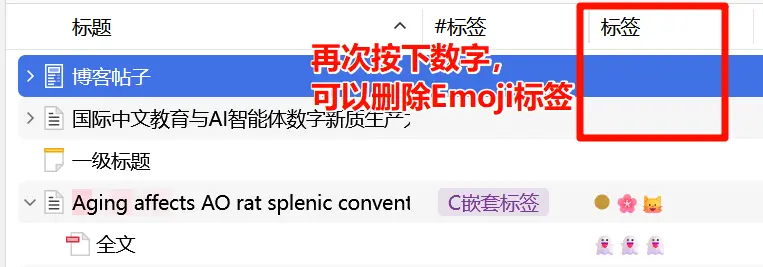 标题 #标签 标签
博客帖子
再次按下数字，
可以删除Emoji标签
国际中文教育与AI智能体数字新质生产
一级标题
Aging affects AO rat splenic convent C嵌套标签
全文